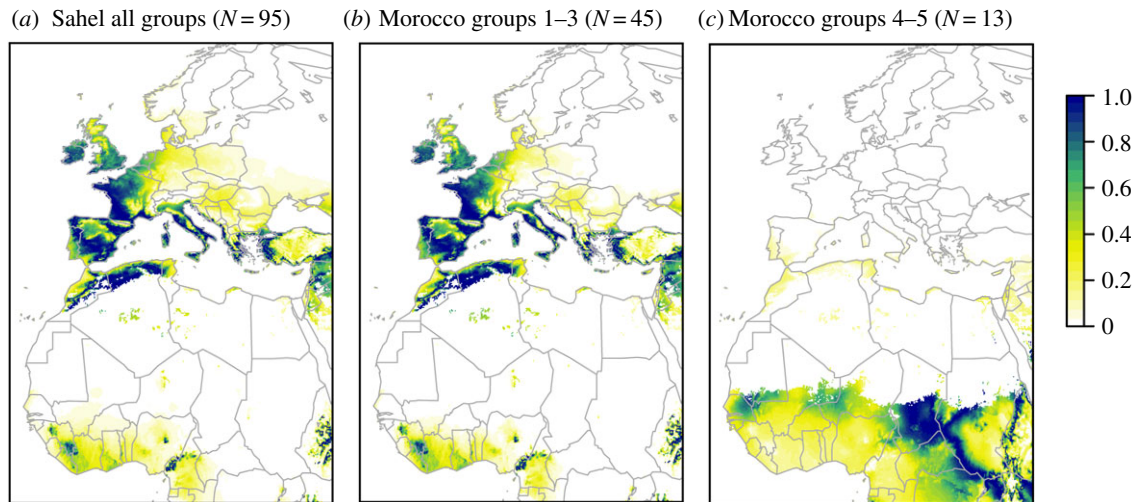 (a) Sahel all groups (N = 95)
(b) Morocco groups 1–3 (N = 45)
(c) Morocco groups 4–5 (N = 13)
1.0
0.8
0.6
0.4
0.2
0